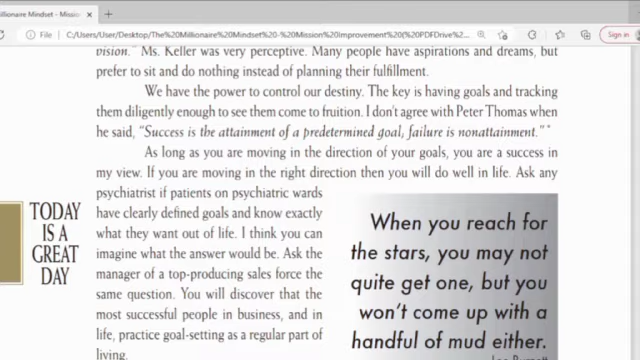 illionaire Mindset - Mission
C:/Users/User/Desktop/The%20Millionaire%20Mindset%20-%20Mission%20Improvement%20(%20PDFDrive...
Sign in
vision." Ms. Keller was very perceptive. Many people have aspirations and dreams, but
prefer to sit and do nothing instead of planning their fulfillment.
We have the power to control our destiny. The key is having goals and tracking
them diligently enough to see them come to fruition. I don't agree with Peter Thomas when
he said, "Success is the attainment of a predetermined goal, failure is nonattainment."*
As long as you are moving in the direction of your goals, you are a success in
my view. If you are moving in the right direction then you will do well in life. Ask any
psychiatrist if patients on psychiatric wards
have clearly defined goals and know exactly
what they want out of life. I think you can
imagine what the answer would be. Ask the
manager of a top-producing sales force the
same question. You will discover that the
most successful people in business, and in
life, practice goal-setting as a regular part of
living.
TODAY
IS A
GREAT
DAY
When you reach for
the stars, you may not
quite get one, but you
won't come up with a
handful of mud either.